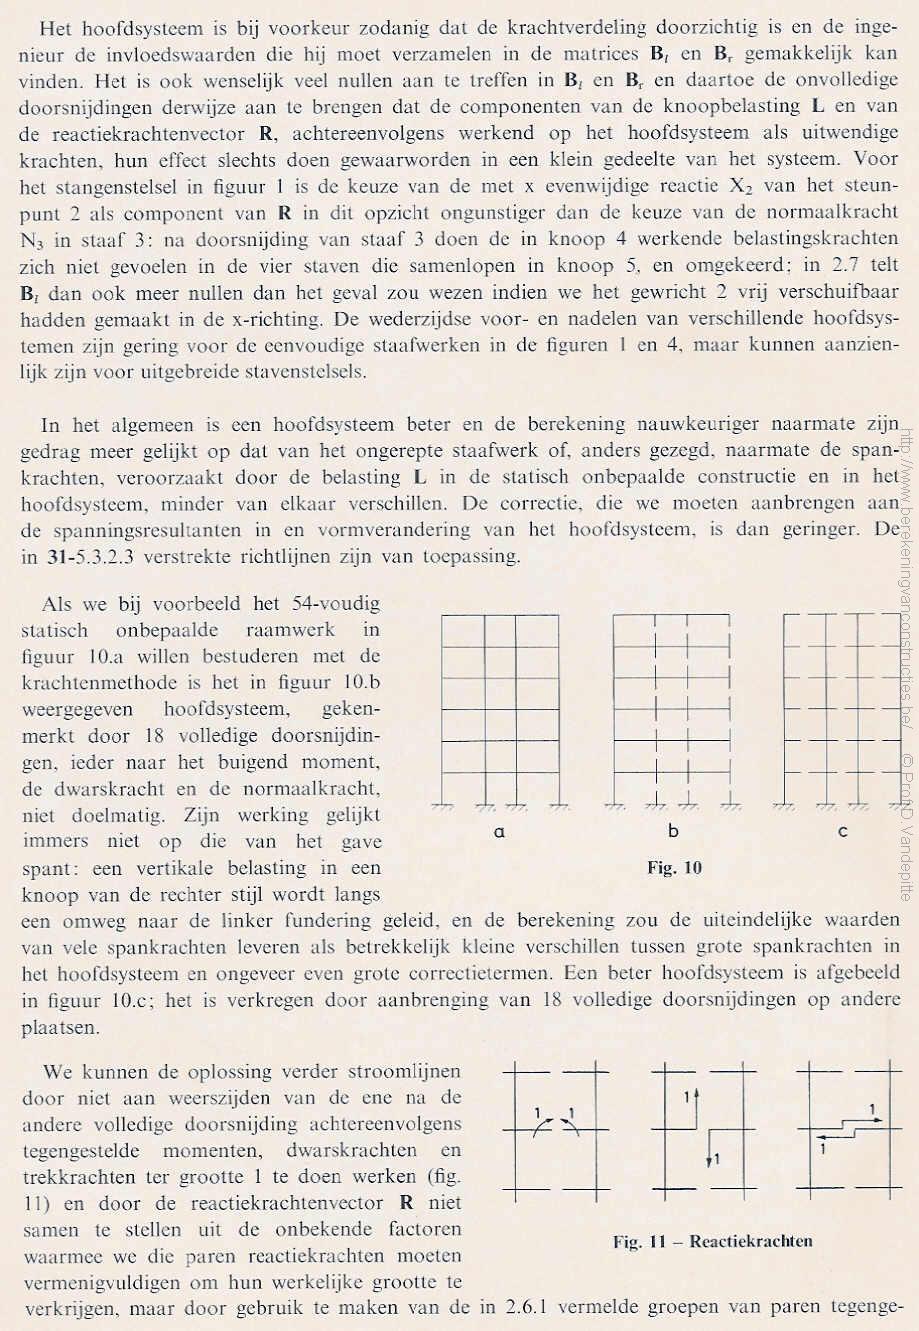 Het hoofdsysteem is bij voorkeur zodanig dat de krachtverdeling doorzichtig is en de inge-
nieur de invloedswaarden die hij moet verzamelen in de matrices Bₗ en Bᵣ gemakkelijk kan
vinden. Het is ook wenselijk veel nullen aan te treffen in Bₗ en Bᵣ en daartoe de onvolledige
doorsnijdingen derwijze aan te brengen dat de componenten van de knoopbelasting L en van
de reactiekrachtenvector R, achtereenvolgens werkend op het hoofdsysteem als uitwendige
krachten, hun effect slechts doen gewaarworden in een klein gedeelte van het systeem. Voor
het stangenstelsel in figuur 1 is de keuze van de met x evenwijdige reactie X₂ van het steun-
punt 2 als component van R in dit opzicht ongunstiger dan de keuze van de normaalkracht
N₃ in staaf 3: na doorsnijding van staaf 3 doen de in knoop 4 werkende belastingskrachten
zich niet gevoelen in de vier staven die samenlopen in knoop 5, en omgekeerd; in 2.7 telt
Bₗ dan ook meer nullen dan het geval zou wezen indien we het gewricht 2 vrij verschuifbaar
hadden gemaakt in de x-richting. De wederzijdse voor- en nadelen van verschillende hoofdsys-
temen zijn gering voor de eenvoudige staafwerken in de figuren 1 en 4, maar kunnen aanzien-
lijk zijn voor uitgebreide stavenstelsels.
In het algemeen is een hoofdsysteem beter en de berekening nauwkeuriger naarmate zijn
gedrag meer gelijkt op dat van het ongerepte staafwerk of, anders gezegd, naarmate de span-
krachten, veroorzaakt door de belasting L in de statisch onbepaalde constructie en in het
hoofdsysteem, minder van elkaar verschillen. De correctie, die we moeten aanbrengen aan
de spanningsresultanten in en vormverandering van het hoofdsysteem, is dan geringer. De
in 31-5.3.2.3 verstrekte richtlijnen zijn van toepassing.
Als we bij voorbeeld het 54-voudig
statisch onbepaalde raamwerk in
figuur 10.a willen bestuderen met de
krachtenmethode is het in figuur 10.b
weergegeven hoofdsysteem, geken-
merkt door 18 volledige doorsnijdin-
gen, ieder naar het buigend moment,
de dwarskracht en de normaalkracht,
niet doelmatig. Zijn werking gelijkt
immers niet op die van het gave
spant: een vertikale belasting in een
knoop van de rechter stijl wordt langs
een omweg naar de linker fundering geleid, en de berekening zou de uiteindelijke waarden
van vele spankrachten leveren als betrekkelijk kleine verschillen tussen grote spankrachten in
het hoofdsysteem en ongeveer even grote correctietermen. Een beter hoofdsysteem is afgebeeld
in figuur 10.c; het is verkregen door aanbrenging van 18 volledige doorsnijdingen op andere
plaatsen.
a b c
Fig. 10
We kunnen de oplossing verder stroomlijnen
door niet aan weerszijden van de ene na de
andere volledige doorsnijding achtereenvolgens
tegengestelde momenten, dwarskrachten en
trekkrachten ter grootte 1 te doen werken (fig.
11) en door de reactiekrachtenvector R niet
samen te stellen uit de onbekende factoren
waarmee we die paren reactiekrachten moeten
vermenigvuldigen om hun werkelijke grootte te
verkrijgen, maar door gebruik te maken van de in 2.6.1 vermelde groepen van paren tegenge-
1 1 1 1 1 1
Fig. 11 – Reactiekrachten
http://www.berekeningvanconstructies.be/ © Prof D Vandepitte